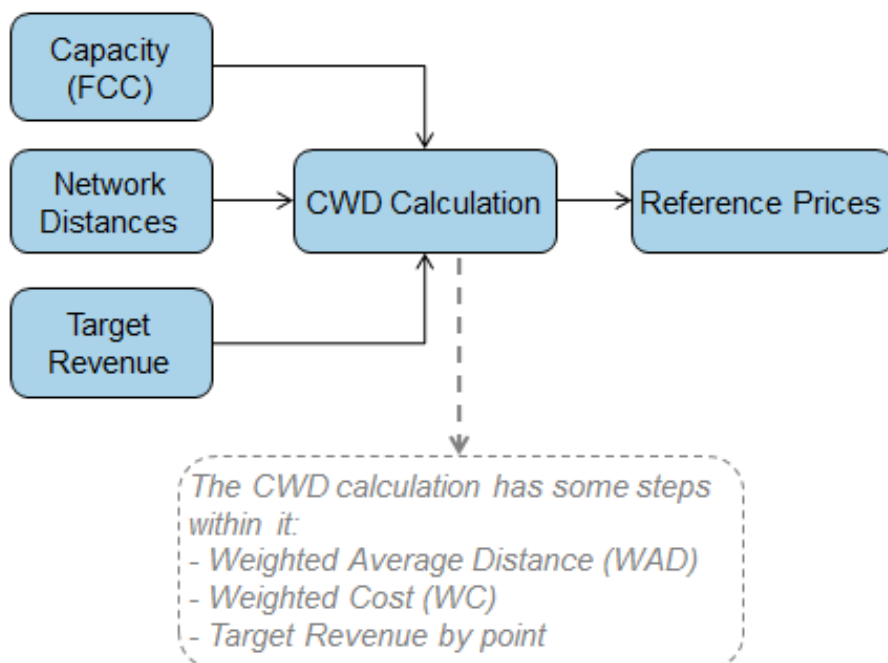 Capacity
(FCC)
Network
Distances
CWD Calculation
Reference Prices
Target
Revenue
The CWD calculation has some steps
within it:
- Weighted Average Distance (WAD)
- Weighted Cost (WC)
- Target Revenue by point